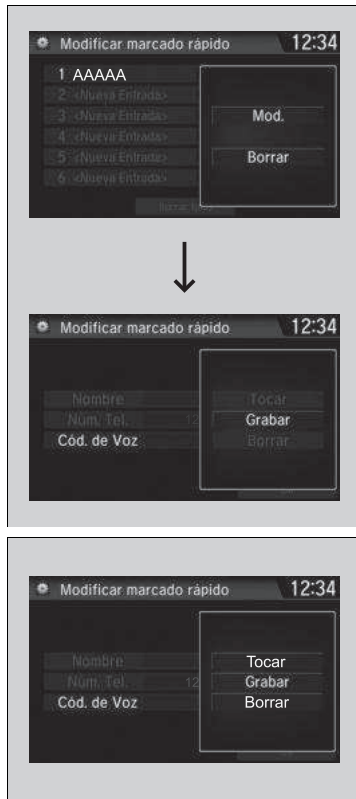 Modificar marcado rápido 12:34
1 AAAAA
2 <Nueva Entrada>
3 <Nueva Entrada>
4 <Nueva Entrada>
5 <Nueva Entrada>
6 <Nueva Entrada>
Mod.
Borrar
Modificar marcado rápido 12:34
Nombre
Núm. Tel. 12
Cód. de Voz
Tocar
Grabar
Borrar
Modificar marcado rápido 12:34
Nombre
Núm. Tel. 12
Cód. de Voz
Tocar
Grabar
Borrar